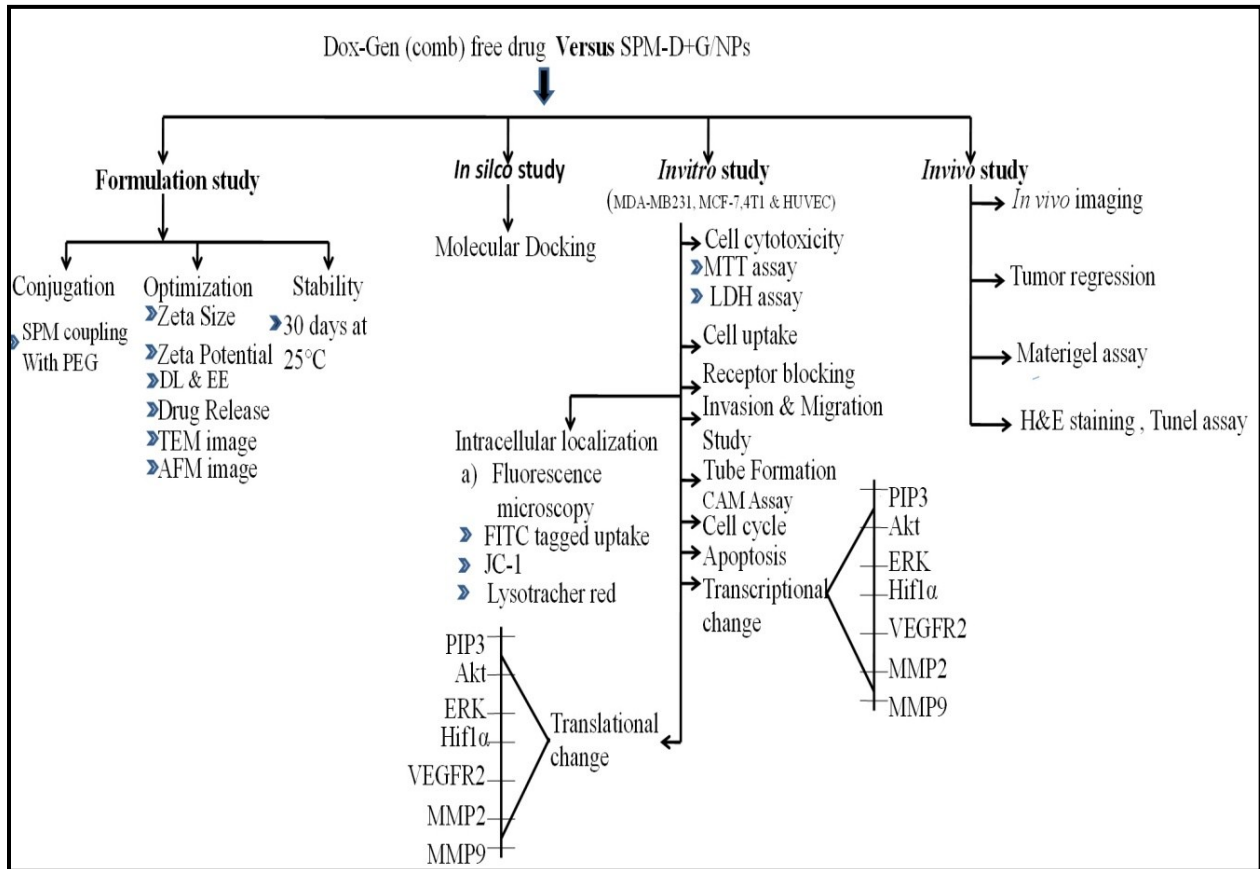 Dox-Gen (comb) free drug Versus SPM-D+G/NPs
Formulation study
Conjugation
SPM coupling
With PEG
Optimization
Zeta Size
Zeta Potential
DL & EE
Drug Release
TEM image
AFM image
Stability
30 days at
25°C
In silco study
Molecular Docking
Invitro study
(MDA-MB231, MCF-7,4T1 & HUVEC)
Cell cytotoxicity
MTT assay
LDH assay
Cell uptake
Receptor blocking
Invasion & Migration
Study
Tube Formation
CAM Assay
Cell cycle
Apoptosis
Transcriptional
change
PIP3
Akt
ERK
Hif1α
VEGFR2
MMP2
MMP9
Intracellular localization
a) Fluorescence
microscopy
FITC tagged uptake
JC-1
Lysotracher red
Translational
change
PIP3
Akt
ERK
Hif1α
VEGFR2
MMP2
MMP9
Invivo study
In vivo imaging
Tumor regression
Materigel assay
H&E staining , Tunel assay